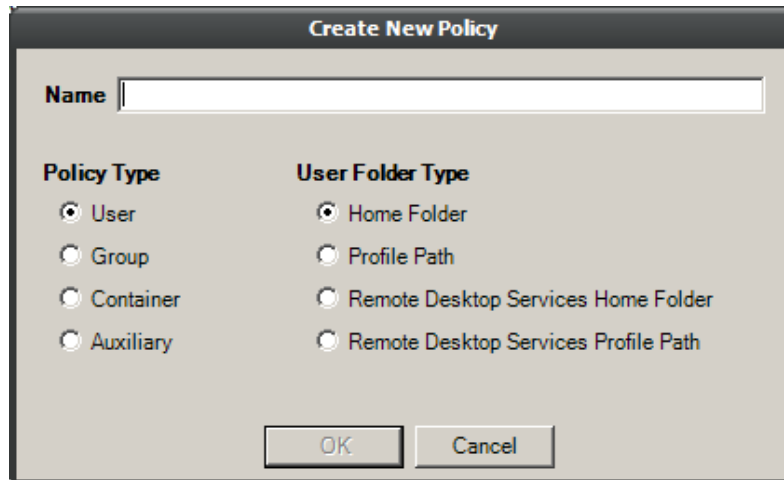 Create New Policy
Name
Policy Type User Folder Type
User Home Folder
Group Profile Path
Container Remote Desktop Services Home Folder
Auxiliary Remote Desktop Services Profile Path
OK Cancel